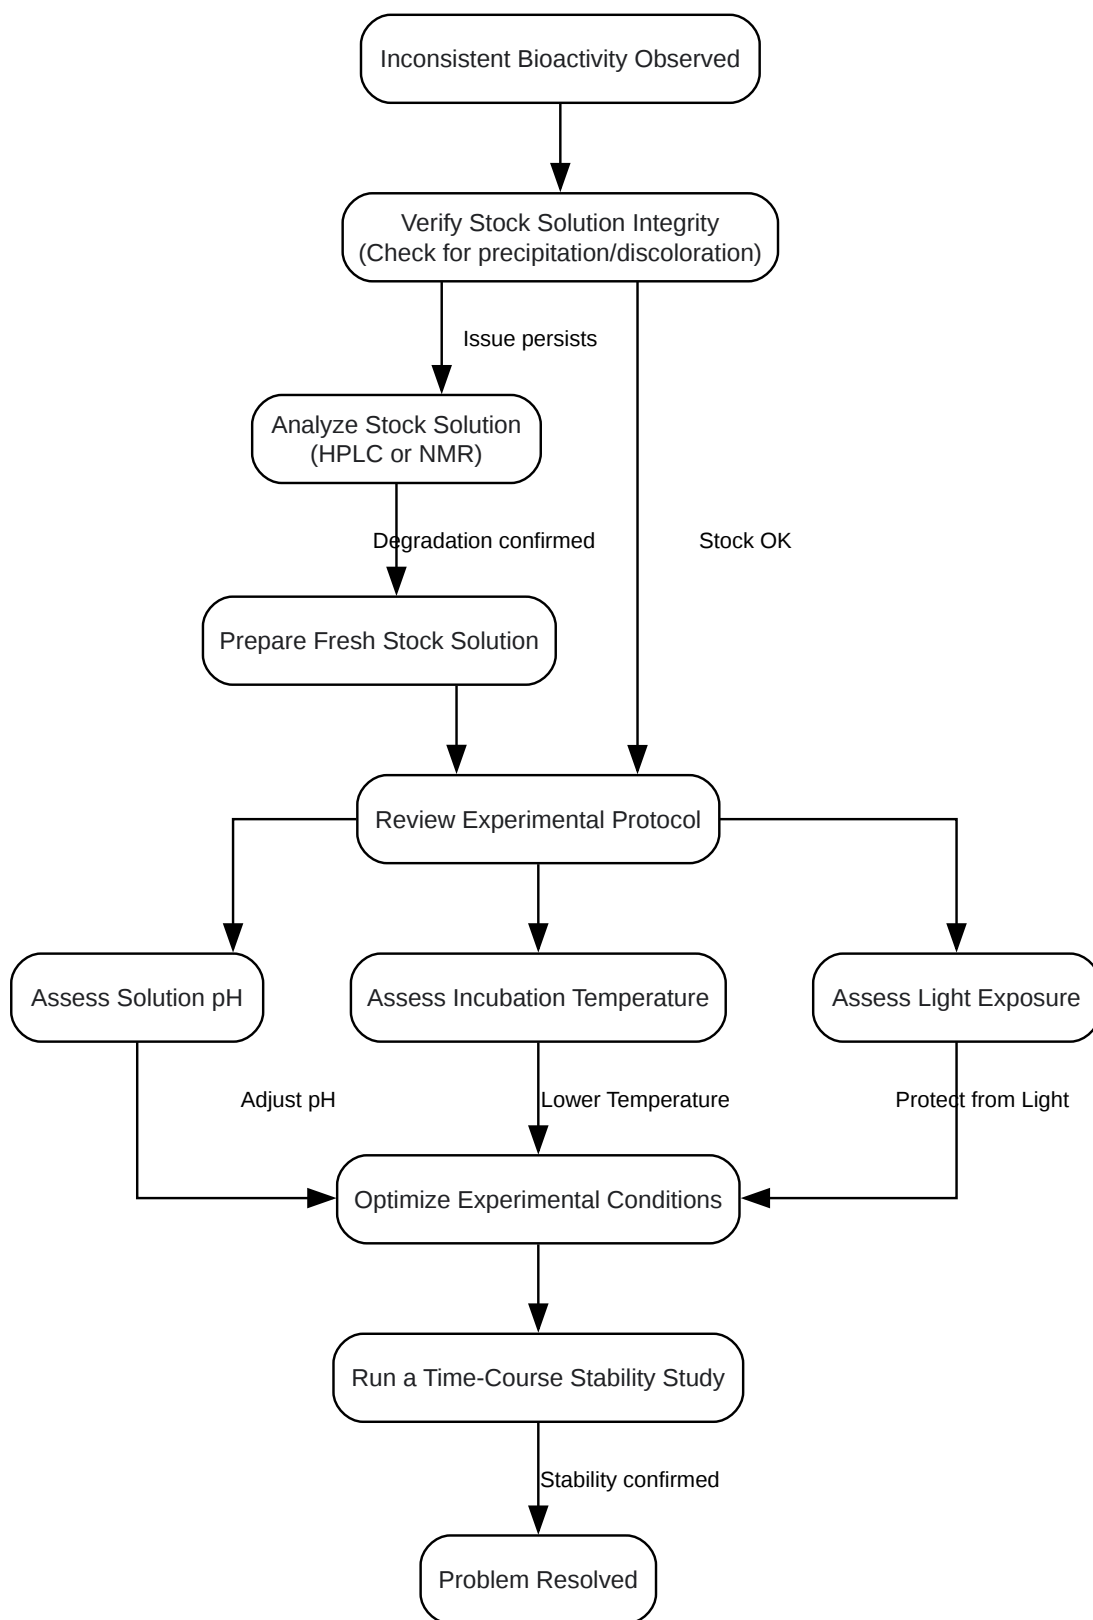 Inconsistent Bioactivity Observed
Verify Stock Solution Integrity
(Check for precipitation/discoloration)
Issue persists
Analyze Stock Solution
(HPLC or NMR)
Degradation confirmed
Stock OK
Prepare Fresh Stock Solution
Review Experimental Protocol
Assess Solution pH
Assess Incubation Temperature
Assess Light Exposure
Adjust pH
Lower Temperature
Protect from Light
Optimize Experimental Conditions
Run a Time-Course Stability Study
Stability confirmed
Problem Resolved